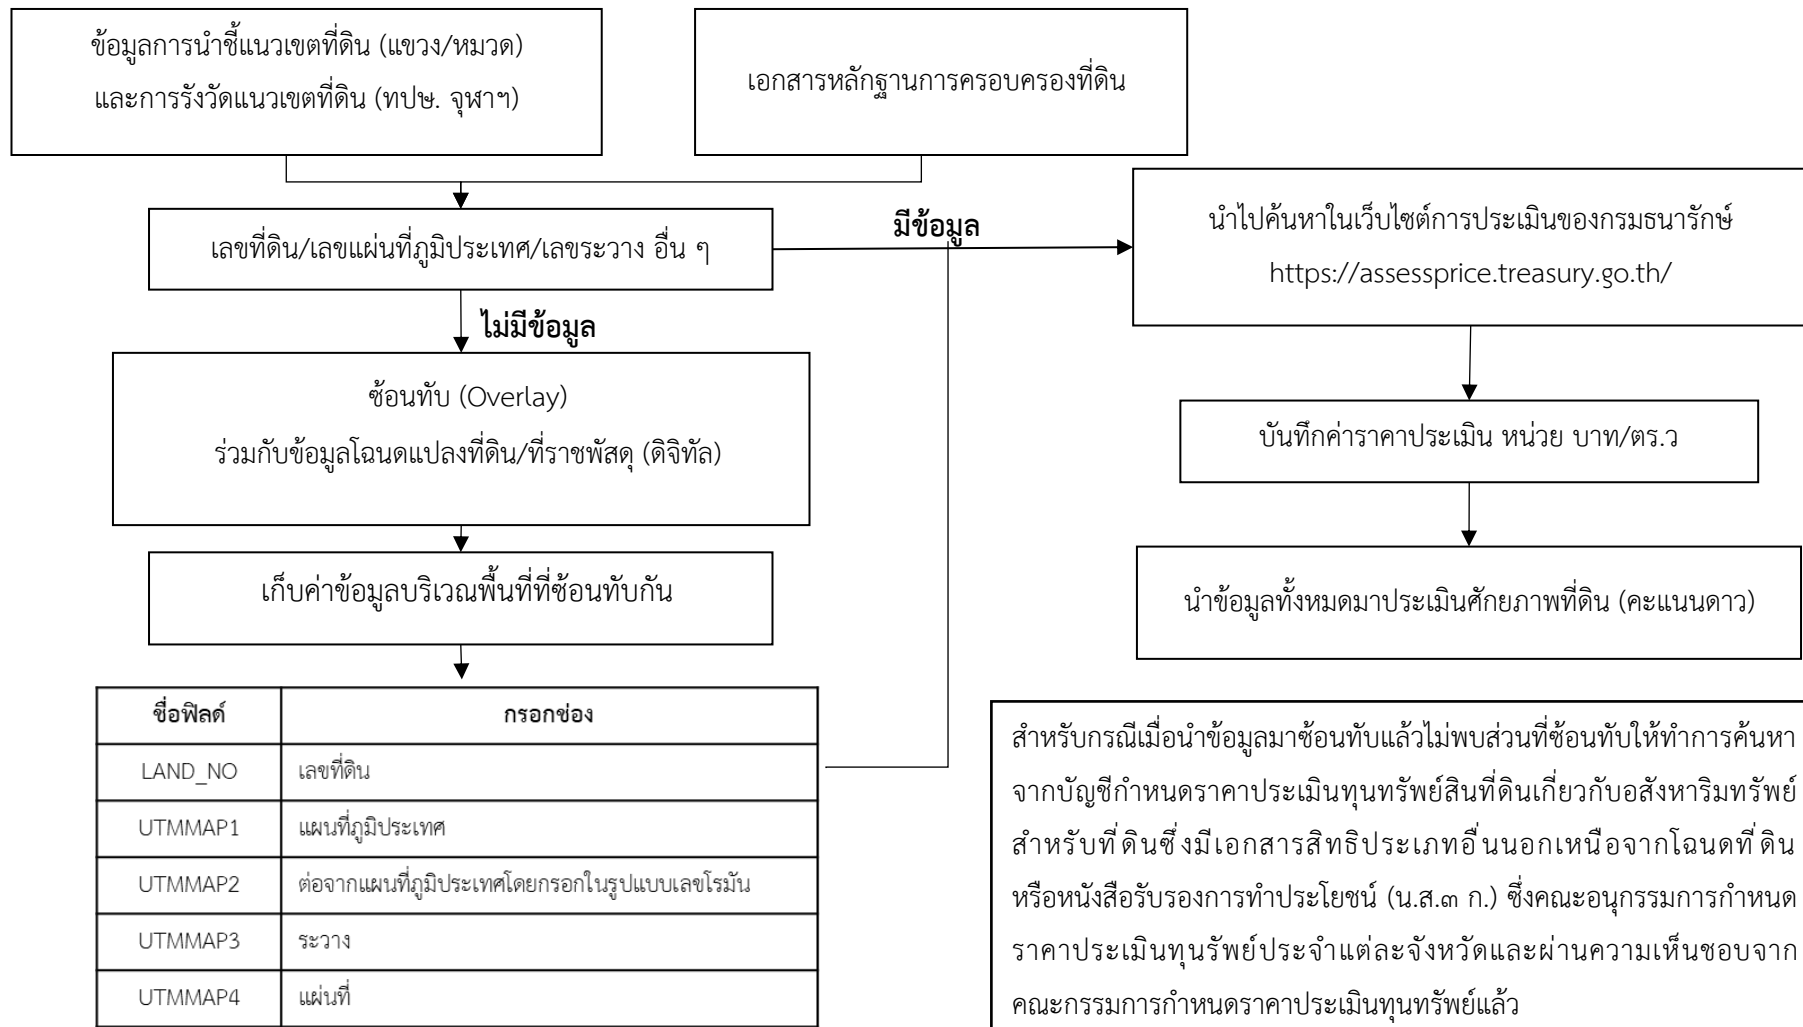 ข้อมูลการนำชี้แนวเขตที่ดิน (แขวง/หมวด)
และการรังวัดแนวเขตที่ดิน (ทปษ. จุฬาฯ)
เอกสารหลักฐานการครอบครองที่ดิน
เลขที่ดิน/เลขแผ่นที่ภูมิประเทศ/เลขระวาง อื่น ๆ
มีข้อมูล
นำไปค้นหาในเว็บไซต์การประเมินของกรมธนารักษ์
https://assessprice.treasury.go.th/
ไม่มีข้อมูล
ซ้อนทับ (Overlay)
ร่วมกับข้อมูลโฉนดแปลงที่ดิน/ที่ราชพัสดุ (ดิจิทัล)
บันทึกค่าราคาประเมิน หน่วย บาท/ตร.ว
เก็บค่าข้อมูลบริเวณพื้นที่ที่ซ้อนทับกัน
นำข้อมูลทั้งหมดมาประเมินศักยภาพที่ดิน (คะแนนดาว)
ชื่อฟิลด์ กรอกช่อง
LAND_NO เลขที่ดิน
UTMMAP1 แผนที่ภูมิประเทศ
UTMMAP2 ต่อจากแผนที่ภูมิประเทศโดยกรอกในรูปแบบเลขโรมัน
UTMMAP3 ระวาง
UTMMAP4 แผ่นที่
สำหรับกรณีเมื่อนำข้อมูลมาซ้อนทับแล้วไม่พบส่วนที่ซ้อนทับให้ทำการค้นหา
จากบัญชีกำหนดราคาประเมินทุนทรัพย์สินที่ดินเกี่ยวกับอสังหาริมทรัพย์
สำหรับที่ดินซึ่งมีเอกสารสิทธิประเภทอื่นนอกเหนือจากโฉนดที่ดิน
หรือหนังสือรับรองการทำประโยชน์ (น.ส.๓ ก.) ซึ่งคณะอนุกรรมการกำหนด
ราคาประเมินทุนรัพย์ประจำแต่ละจังหวัดและผ่านความเห็นชอบจาก
คณะกรรมการกำหนดราคาประเมินทุนทรัพย์แล้ว